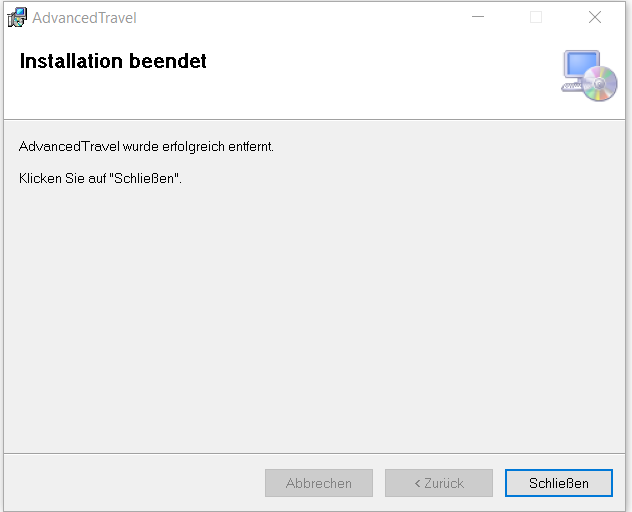 AdvancedTravel
Installation beendet
AdvancedTravel wurde erfolgreich entfernt.
Klicken Sie auf "Schließen".
Abbrechen
< Zurück
Schließen